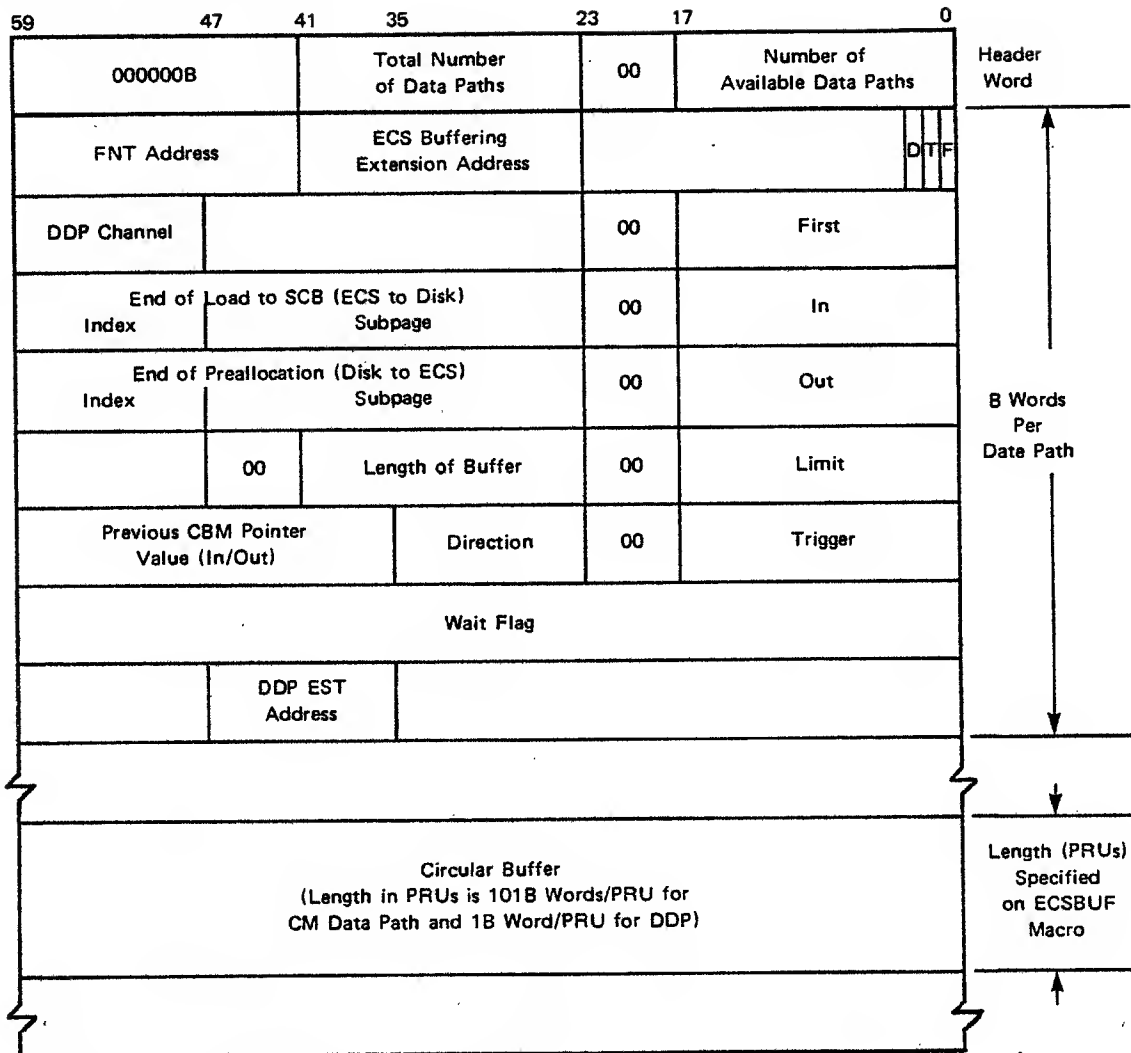 59 47 41 35 23 17 0
000000B
Total Number
of Data Paths
00
Number of
Available Data Paths
Header
Word
FNT Address
ECS Buffering
Extension Address
D T F
DDP Channel
00
First
End of Load to SCB (ECS to Disk)
Index Subpage
00
In
End of Preallocation (Disk to ECS)
Index Subpage
00
Out
8 Words
Per
Date Path
00
Length of Buffer
00
Limit
Previous CBM Pointer
Value (In/Out)
Direction
00
Trigger
Wait Flag
DDP EST
Address
Circular Buffer
(Length in PRUs is 101B Words/PRU for
CM Data Path and 1B Word/PRU for DDP)
Length (PRUs)
Specified
on ECSBUF
Macro